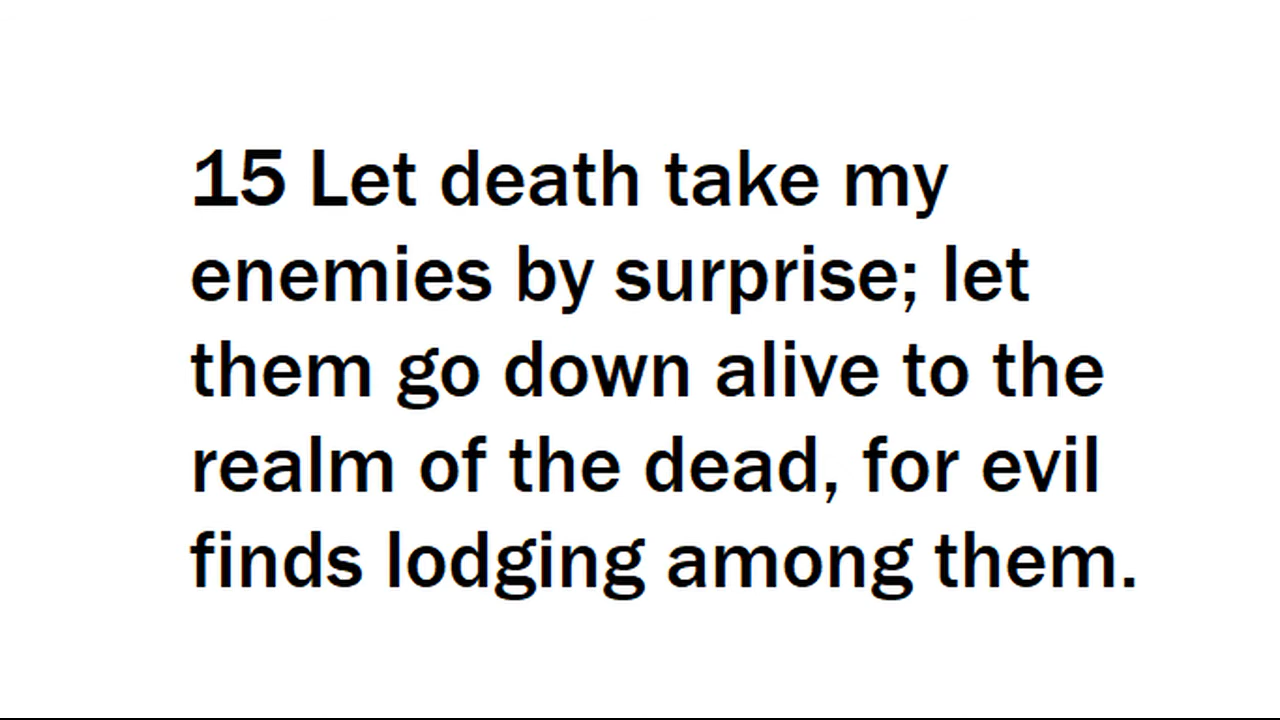 15 Let death take my
enemies by surprise; let
them go down alive to the
realm of the dead, for evil
finds lodging among them.